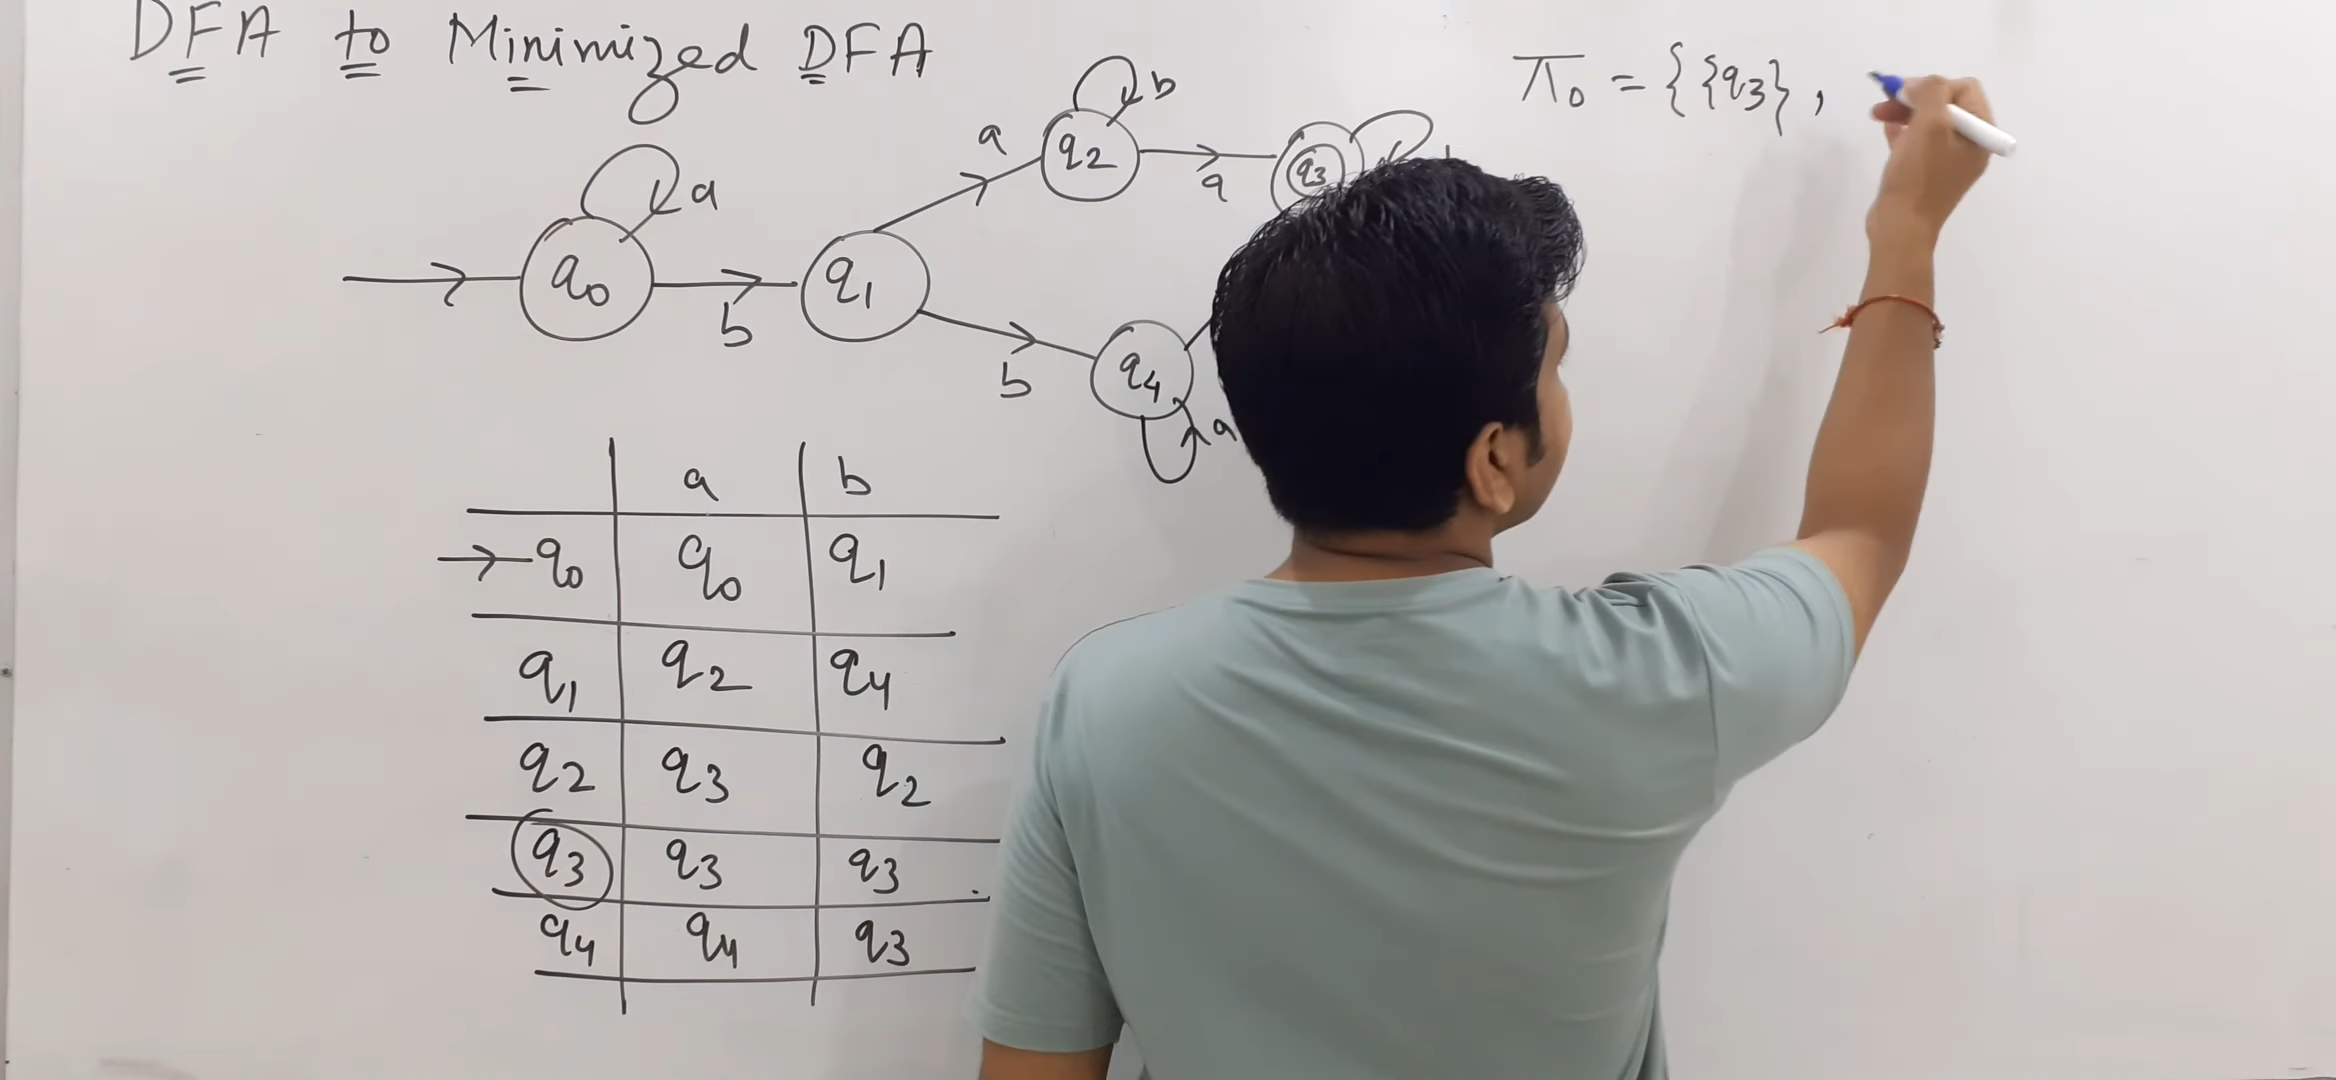 DFA to Minimized DFA
π0 = { {q3} ,
b
a
q2
q3
a
a
q0
q1
b
b
q4
a
a b
→ q0 q0 q1
q1 q2 q4
q2 q3 q2
q3 q3 q3
q4 q4 q3